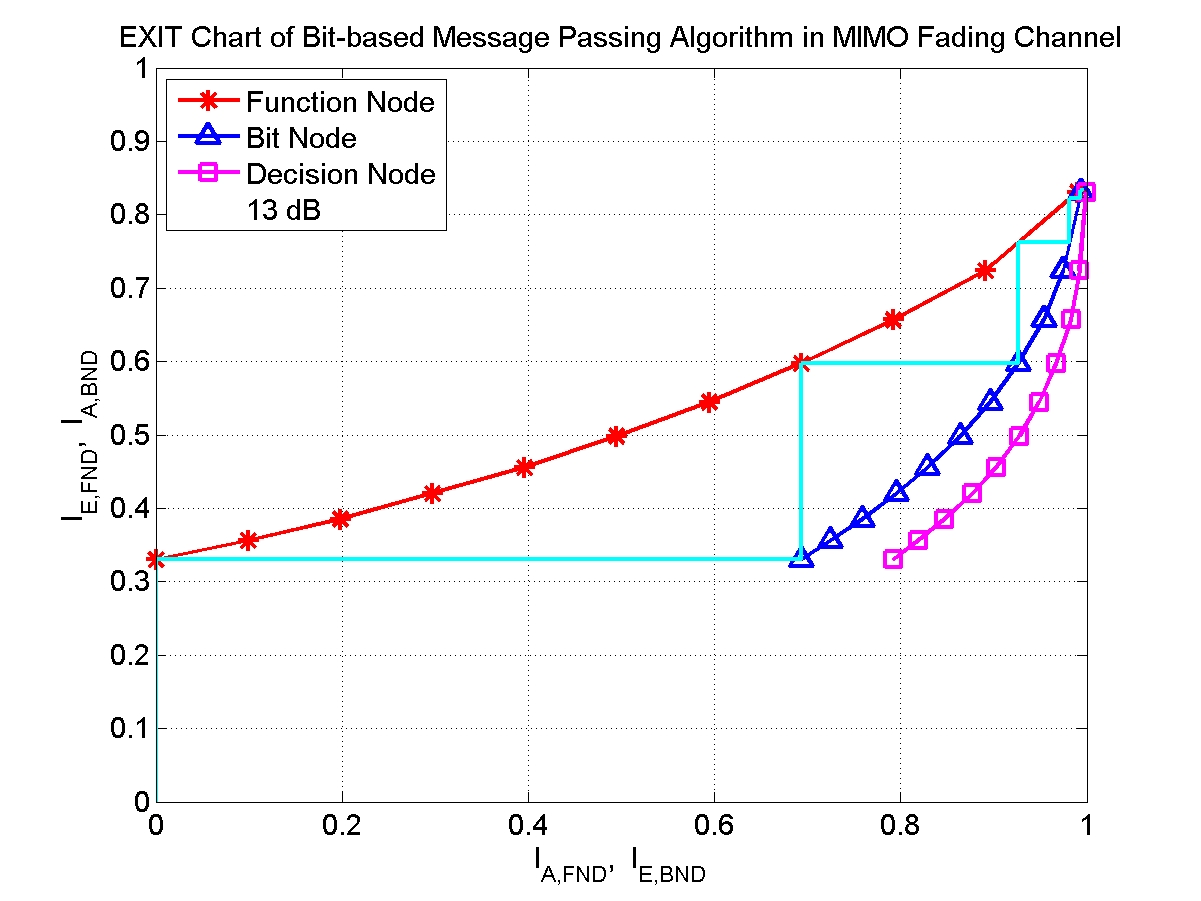 EXIT Chart of Bit-based Message Passing Algorithm in MIMO Fading Channel
1
0.9
0.8
0.7
0.6
0.5
0.4
0.3
0.2
0.1
0
Function Node
Bit Node
Decision Node
13 dB
I_E,FND, I_A,BND
0 0.2 0.4 0.6 0.8 1
I_A,FND, I_E,BND